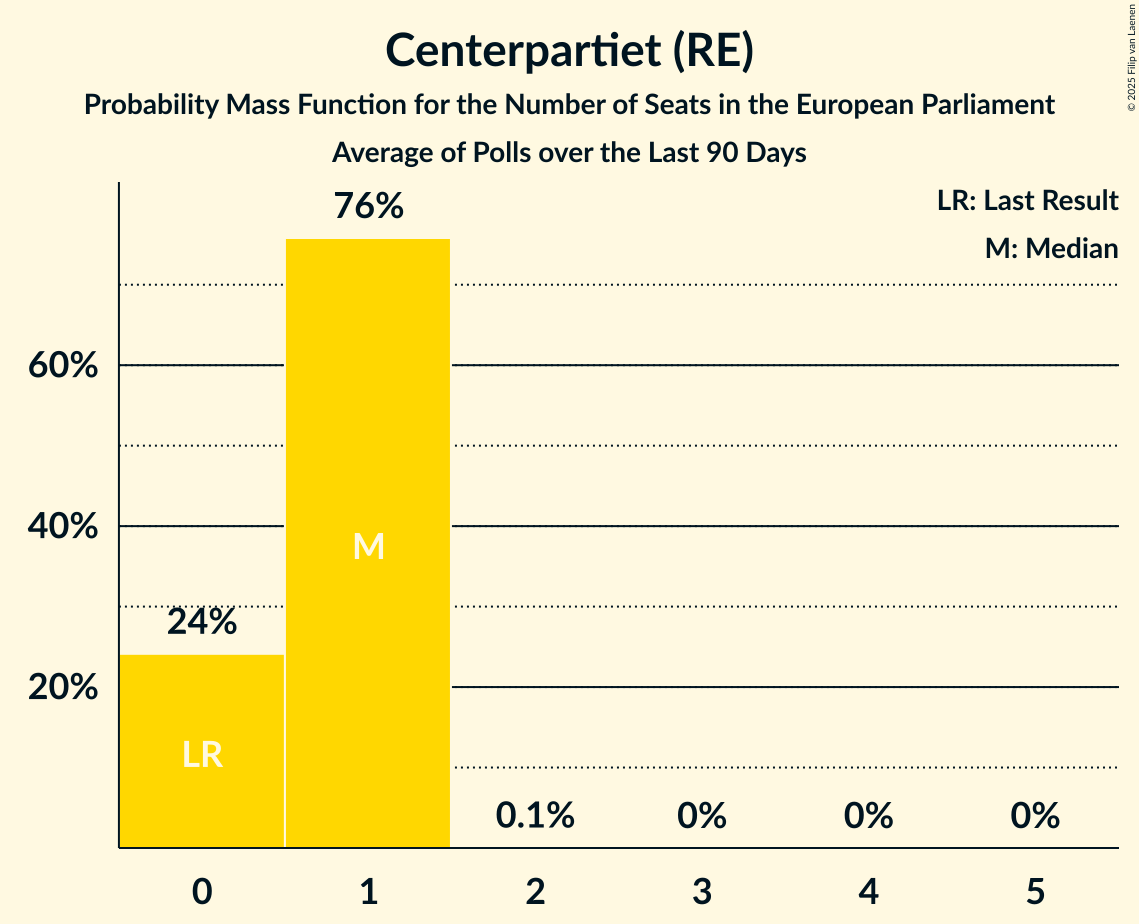 Centerpartiet (RE)
Probability Mass Function for the Number of Seats in the European Parliament
Average of Polls over the Last 90 Days
© 2025 Filip van Laenen
LR: Last Result
M: Median
76%
60%
40%
M
24%
20%
LR
0.1%
0%
0%
0%
0
1
2
3
4
5